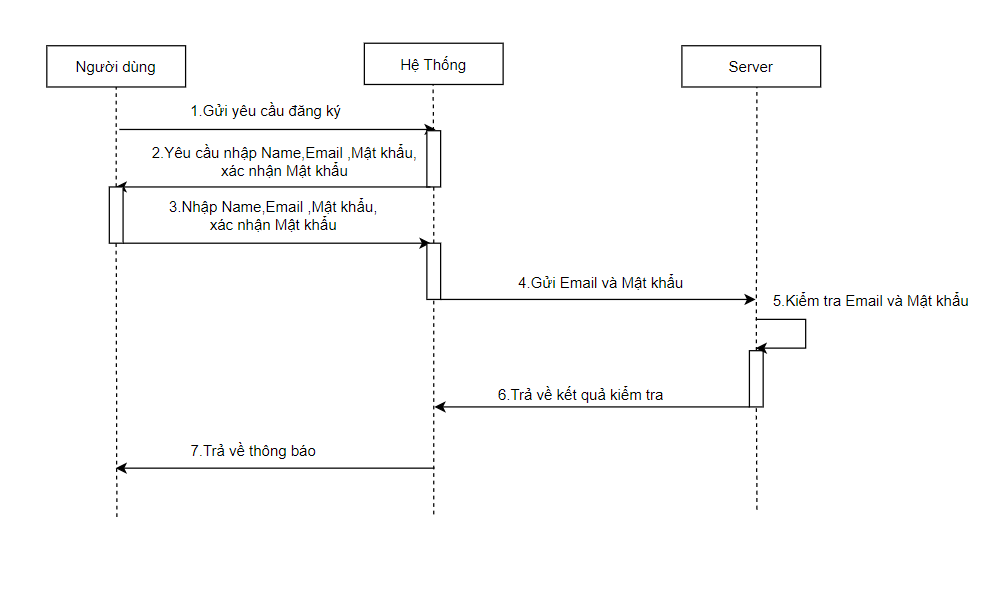 Người dùng
Hệ Thống
Server
1.Gửi yêu cầu đăng ký
2.Yêu cầu nhập Name,Email ,Mật khẩu,
xác nhận Mật khẩu
3.Nhập Name,Email ,Mật khẩu,
xác nhận Mật khẩu
4.Gửi Email và Mật khẩu
5.Kiểm tra Email và Mật khẩu
6.Trả về kết quả kiểm tra
7.Trả về thông báo